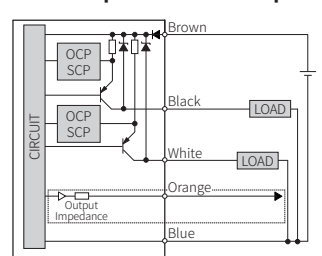 Brown
OCP
SCP
Black
LOAD
OCP
SCP
CIRCUIT
White
LOAD
Orange
Output
Impedance
Blue